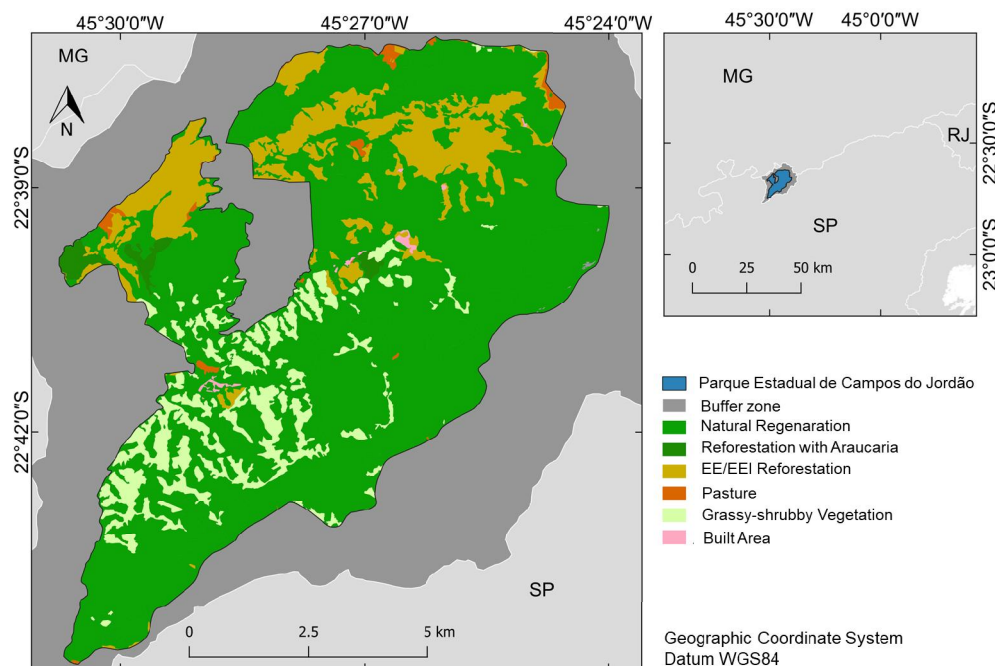 45°30'0"W 45°27'0"W 45°24'0"W
MG
N
22°39'0"S
22°42'0"S
SP
0 2.5 5 km
45°30'0"W 45°0'0"W
MG
RJ
22°30'0"S
SP
23°0'0"S
0 25 50 km
Parque Estadual de Campos do Jordão
Buffer zone
Natural Regenaration
Reforestation with Araucaria
EE/EEI Reforestation
Pasture
Grassy-shrubby Vegetation
Built Area
Geographic Coordinate System
Datum WGS84